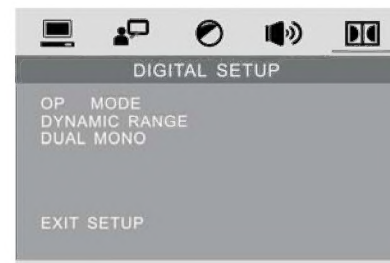 DIGITAL SETUP
OP MODE
DYNAMIC RANGE
DUAL MONO
EXIT SETUP